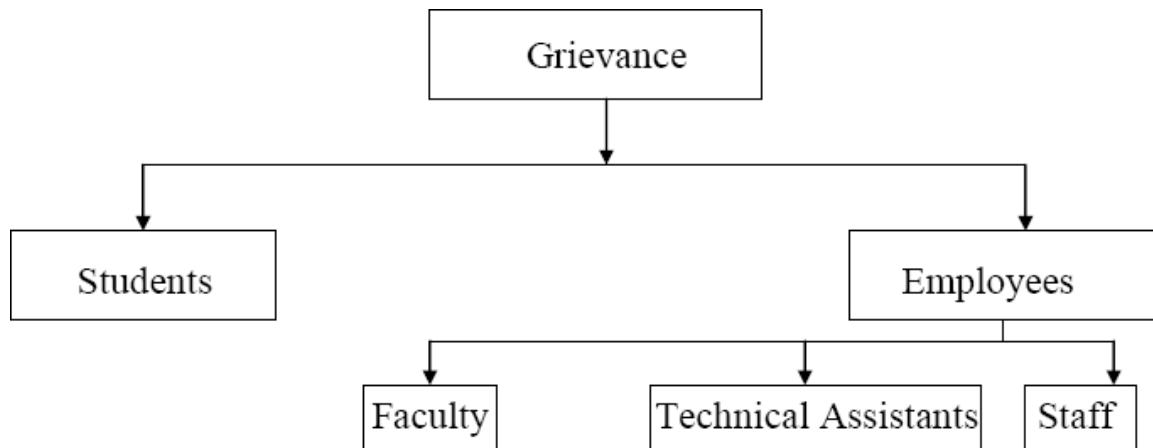 Grievance
Students
Employees
Faculty
Technical Assistants
Staff